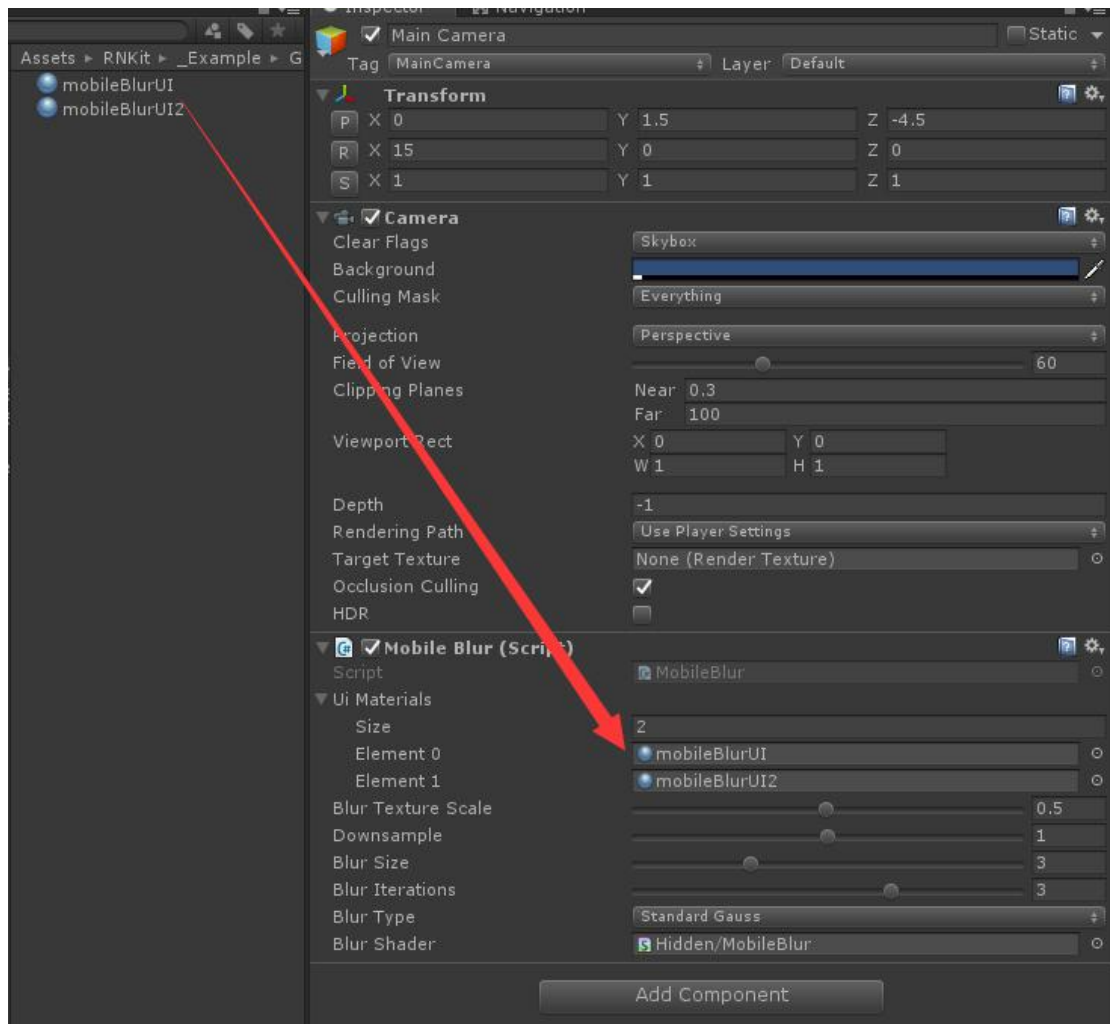 Inspector Navigation
Assets ▸ RNKit ▸ _Example ▸ G
mobileBlurUI
mobileBlurUI2
Main Camera Static
Tag MainCamera Layer Default
Transform
P X 0 Y 1.5 Z -4.5
R X 15 Y 0 Z 0
S X 1 Y 1 Z 1
Camera
Clear Flags Skybox
Background
Culling Mask Everything
Projection Perspective
Field of View 60
Clipping Planes Near 0.3
Far 100
Viewport Rect X 0 Y 0
W 1 H 1
Depth -1
Rendering Path Use Player Settings
Target Texture None (Render Texture)
Occlusion Culling
HDR
Mobile Blur (Script)
Script MobileBlur
Ui Materials
Size 2
Element 0 mobileBlurUI
Element 1 mobileBlurUI2
Blur Texture Scale 0.5
Downsample 1
Blur Size 3
Blur Iterations 3
Blur Type Standard Gauss
Blur Shader Hidden/MobileBlur
Add Component